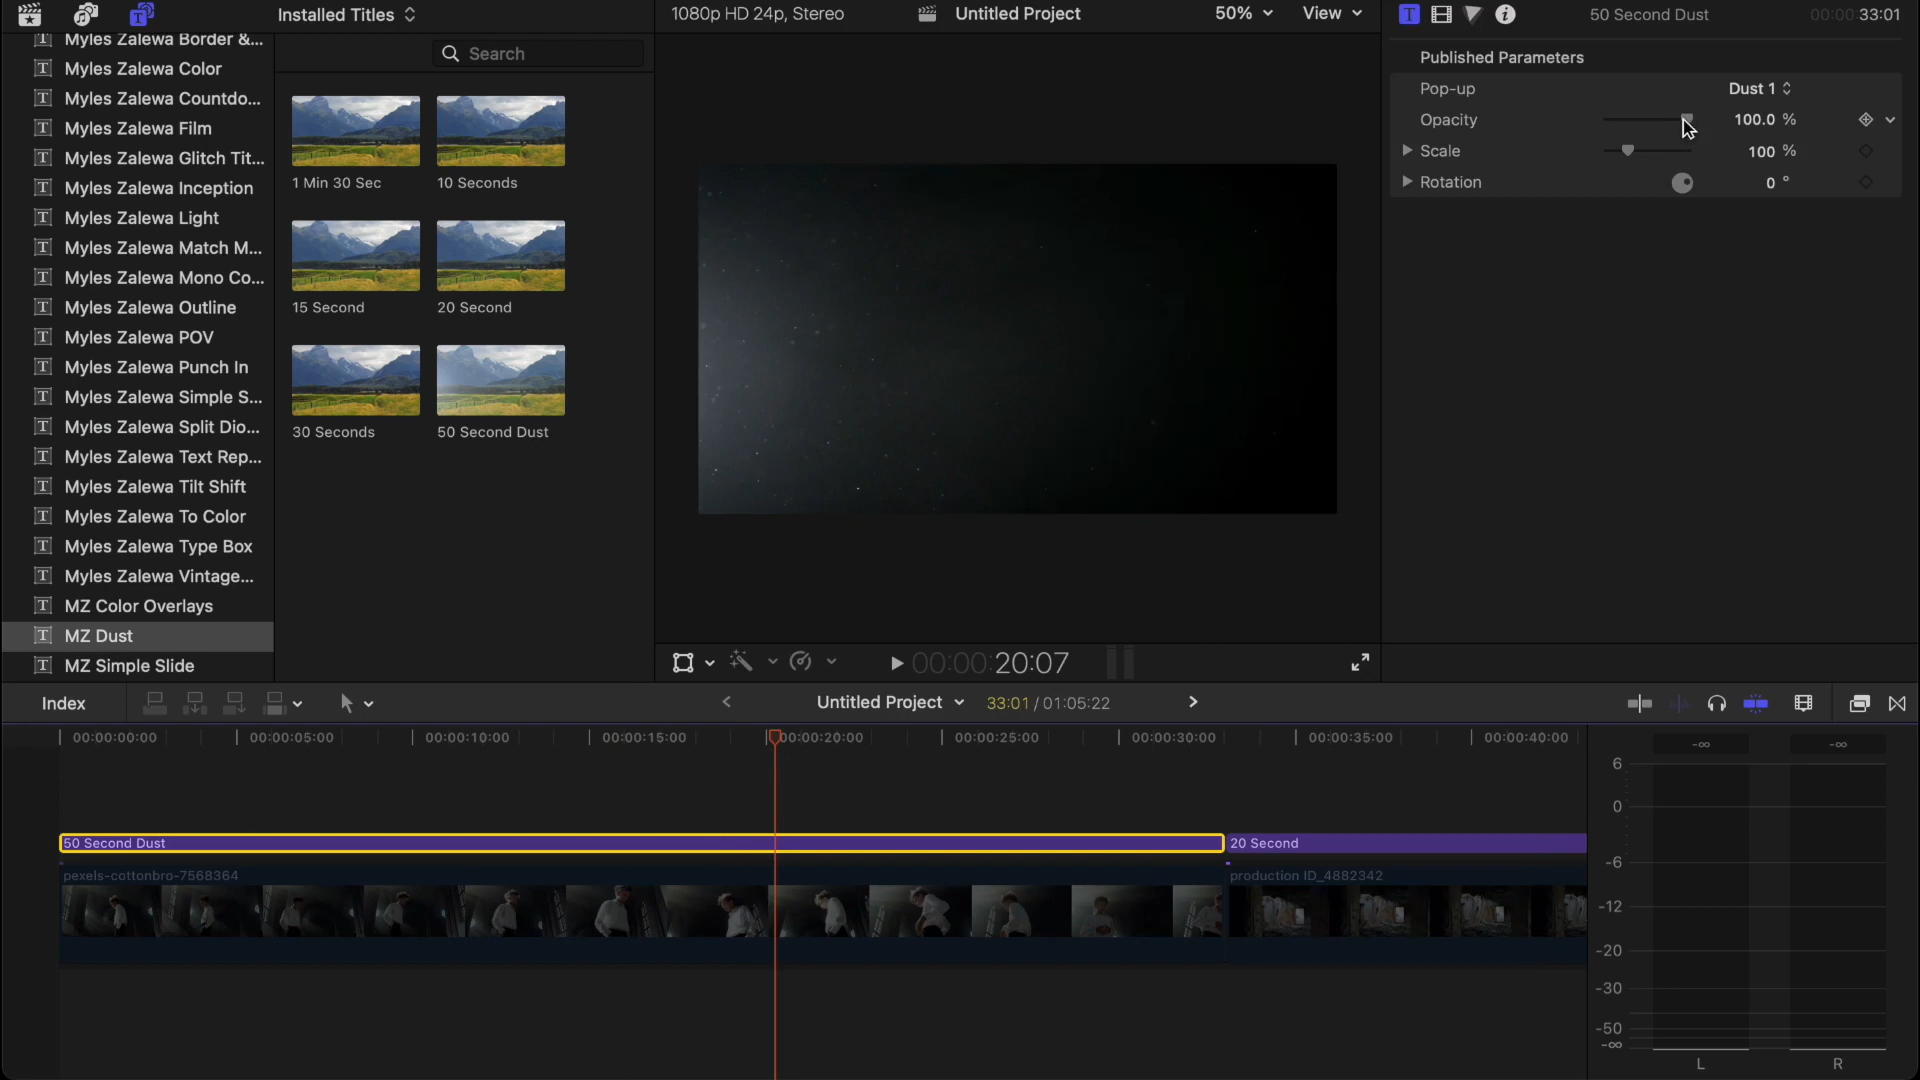 Installed Titles
1080p HD 24p, Stereo
Untitled Project
50%
View
50 Second Dust
00:00:33:01
Myles Zalewa Border &...
Myles Zalewa Color
Myles Zalewa Countdo...
Myles Zalewa Film
Myles Zalewa Glitch Tit...
Myles Zalewa Inception
Myles Zalewa Light
Myles Zalewa Match M...
Myles Zalewa Mono Co...
Myles Zalewa Outline
Myles Zalewa POV
Myles Zalewa Punch In
Myles Zalewa Simple S...
Myles Zalewa Split Dio...
Myles Zalewa Text Rep...
Myles Zalewa Tilt Shift
Myles Zalewa To Color
Myles Zalewa Type Box
Myles Zalewa Vintage...
MZ Color Overlays
MZ Dust
MZ Simple Slide
Search
1 Min 30 Sec
10 Seconds
15 Second
20 Second
30 Seconds
50 Second Dust
Published Parameters
Pop-up
Dust 1
Opacity
100.0 %
Scale
100 %
Rotation
0 °
00:00:20:07
Index
Untitled Project
33:01 / 01:05:22
00:00:00:00
00:00:05:00
00:00:10:00
00:00:15:00
00:00:20:00
00:00:25:00
00:00:30:00
00:00:35:00
00:00:40:00
50 Second Dust
20 Second
pexels-cottonbro-7568364
production ID_4882342
-∞
-∞
6
0
-6
-12
-20
-30
-50
-∞
L
R